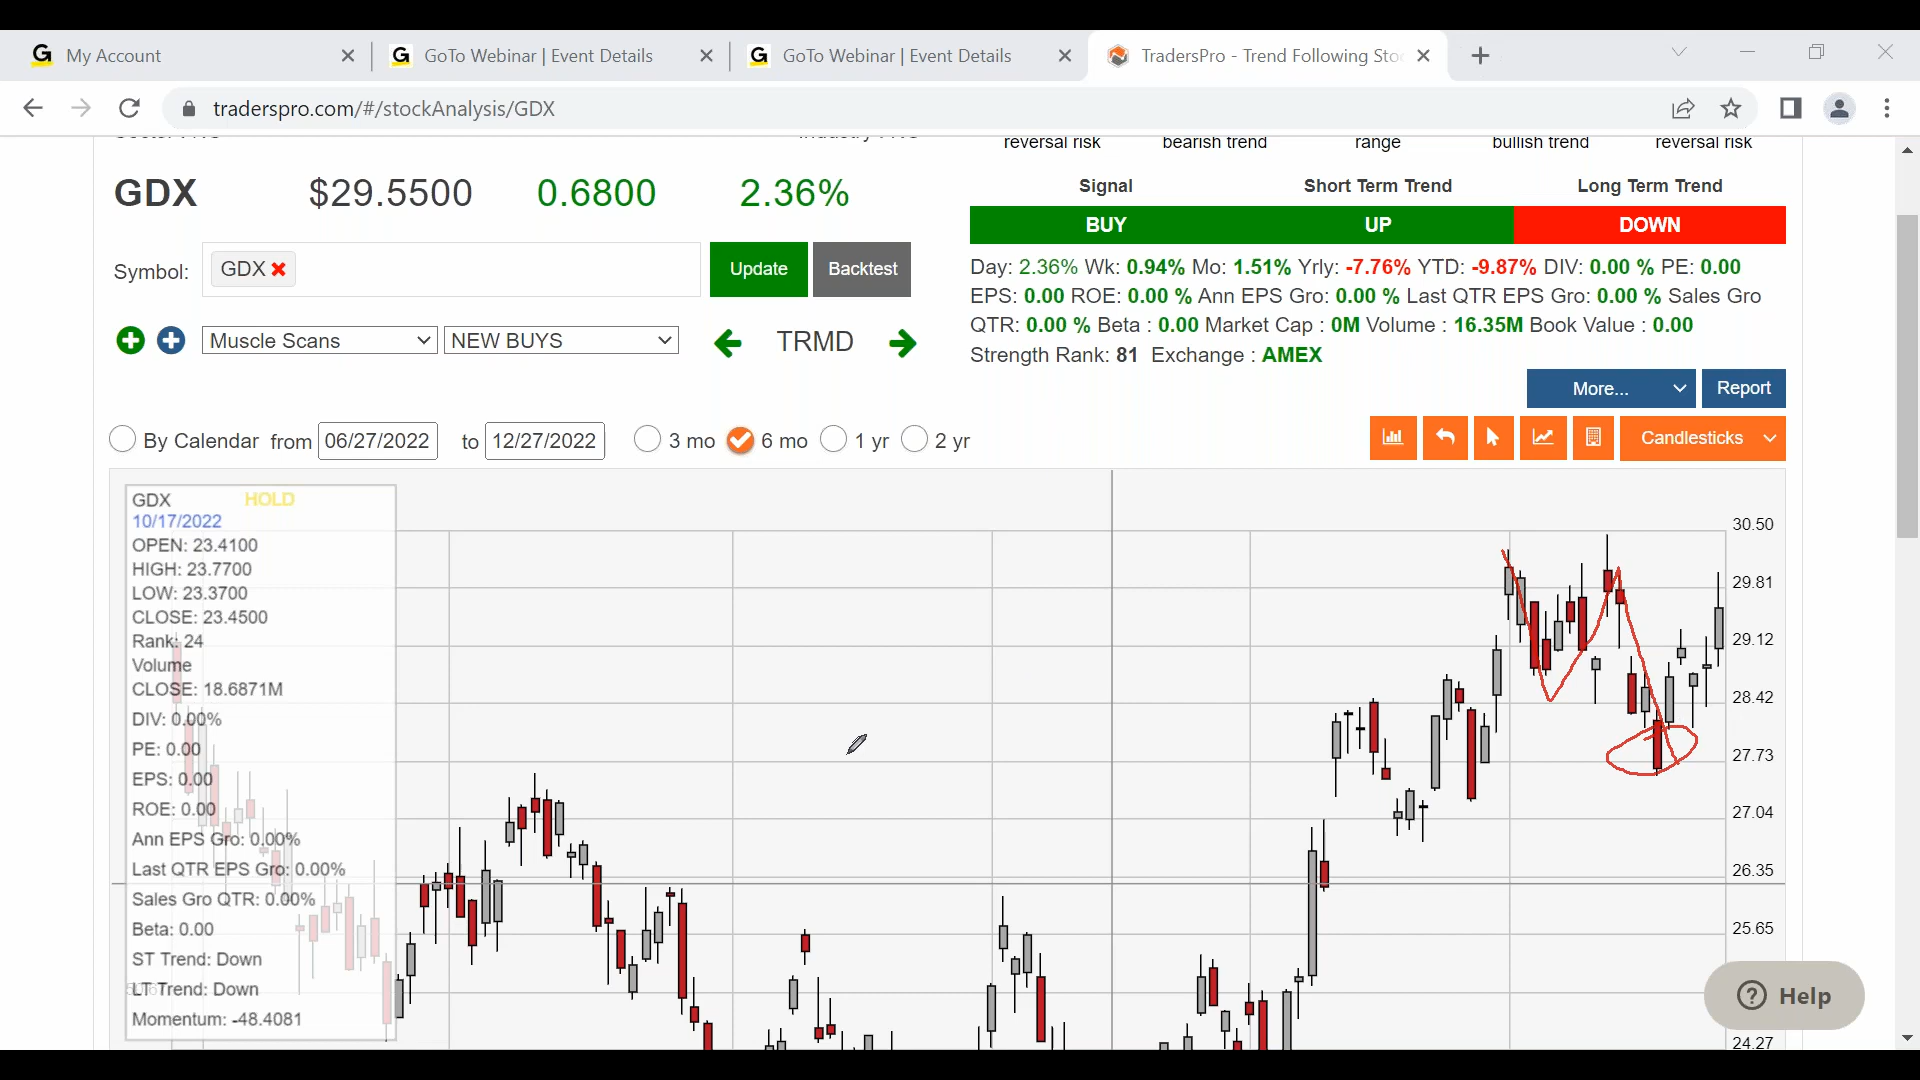 My Account
GoTo Webinar | Event Details
GoTo Webinar | Event Details
TradersPro - Trend Following Sto
traderspro.com/#/stockAnalysis/GDX
reversal risk bearish trend range bullish trend reversal risk
GDX $29.5500 0.6800 2.36%
Signal Short Term Trend Long Term Trend
BUY UP DOWN
Symbol: GDX Update Backtest
Day: 2.36% Wk: 0.94% Mo: 1.51% Yrly: -7.76% YTD: -9.87% DIV: 0.00 % PE: 0.00
EPS: 0.00 ROE: 0.00 % Ann EPS Gro: 0.00 % Last QTR EPS Gro: 0.00 % Sales Gro
QTR: 0.00 % Beta : 0.00 Market Cap : 0M Volume : 16.35M Book Value : 0.00
Strength Rank: 81 Exchange : AMEX
Muscle Scans NEW BUYS TRMD
More... Report
By Calendar from 06/27/2022 to 12/27/2022 3 mo 6 mo 1 yr 2 yr
Candlesticks
GDX HOLD
10/17/2022
OPEN: 23.4100
HIGH: 23.7700
LOW: 23.3700
CLOSE: 23.4500
Rank: 24
Volume
CLOSE: 18.6871M
DIV: 0.00%
PE: 0.00
EPS: 0.00
ROE: 0.00
Ann EPS Gro: 0.00%
Last QTR EPS Gro: 0.00%
Sales Gro QTR: 0.00%
Beta: 0.00
ST Trend: Down
LT Trend: Down
Momentum: -48.4081
30.50
29.81
29.12
28.42
27.73
27.04
26.35
25.65
24.27
Help